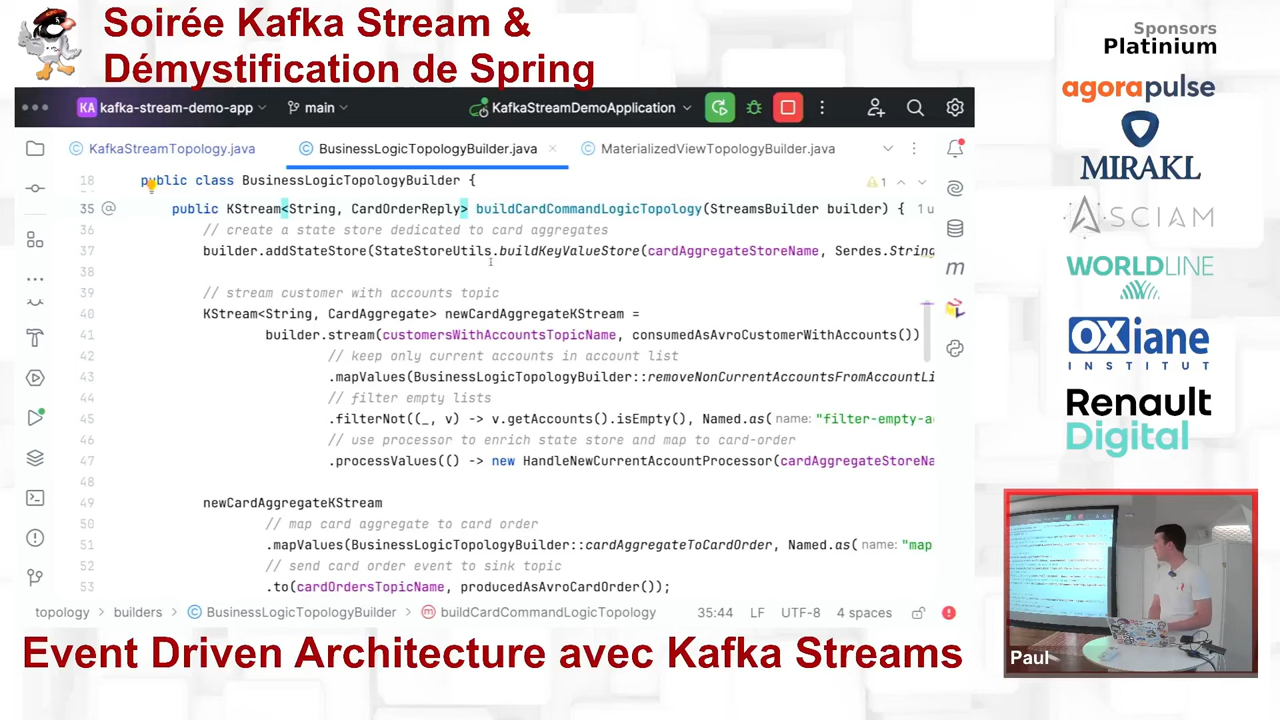 Soirée Kafka Stream &
Démystification de Spring
Sponsors
Platinium
agorapulse
MIRAKL
ASCIAM
WORLDLINE
OXiane
INSTITUT
Renault
Digital
KA kafka-stream-demo-app main KafkaStreamDemoApplication
KafkaStreamTopology.java BusinessLogicTopologyBuilder.java MaterializedViewTopologyBuilder.java
18 public class BusinessLogicTopologyBuilder { 1
35 public KStream<String, CardOrderReply> buildCardCommandLogicTopology(StreamsBuilder builder) { 1 u
36 // create a state store dedicated to card aggregates
37 builder.addStateStore(StateStoreUtils.buildKeyValueStore(cardAggregateStoreName, Serdes.String
38
39 // stream customer with accounts topic
40 KStream<String, CardAggregate> newCardAggregateKStream =
41 builder.stream(customersWithAccountsTopicName, consumedAsAvroCustomerWithAccounts())
42 // keep only current accounts in account list
43 .mapValues(BusinessLogicTopologyBuilder::removeNonCurrentAccountsFromAccountLi
44 // filter empty lists
45 .filterNot((_, v) -> v.getAccounts().isEmpty(), Named.as( name: "filter-empty-a
46 // use processor to enrich state store and map to card-order
47 .processValues(() -> new HandleNewCurrentAccountProcessor(cardAggregateStoreNa
48
49 newCardAggregateKStream
50 // map card aggregate to card order
51 .mapValues(BusinessLogicTopologyBuilder::cardAggregateToCardOrder, Named.as( name: "map
52 // send card order event to sink topic
53 .to(cardOrdersTopicName, producedAsAvroCardOrder());
topology > builders > BusinessLogicTopologyBuilder > buildCardCommandLogicTopology 35:44 LF UTF-8 4 spaces
Paul
Event Driven Architecture avec Kafka Streams